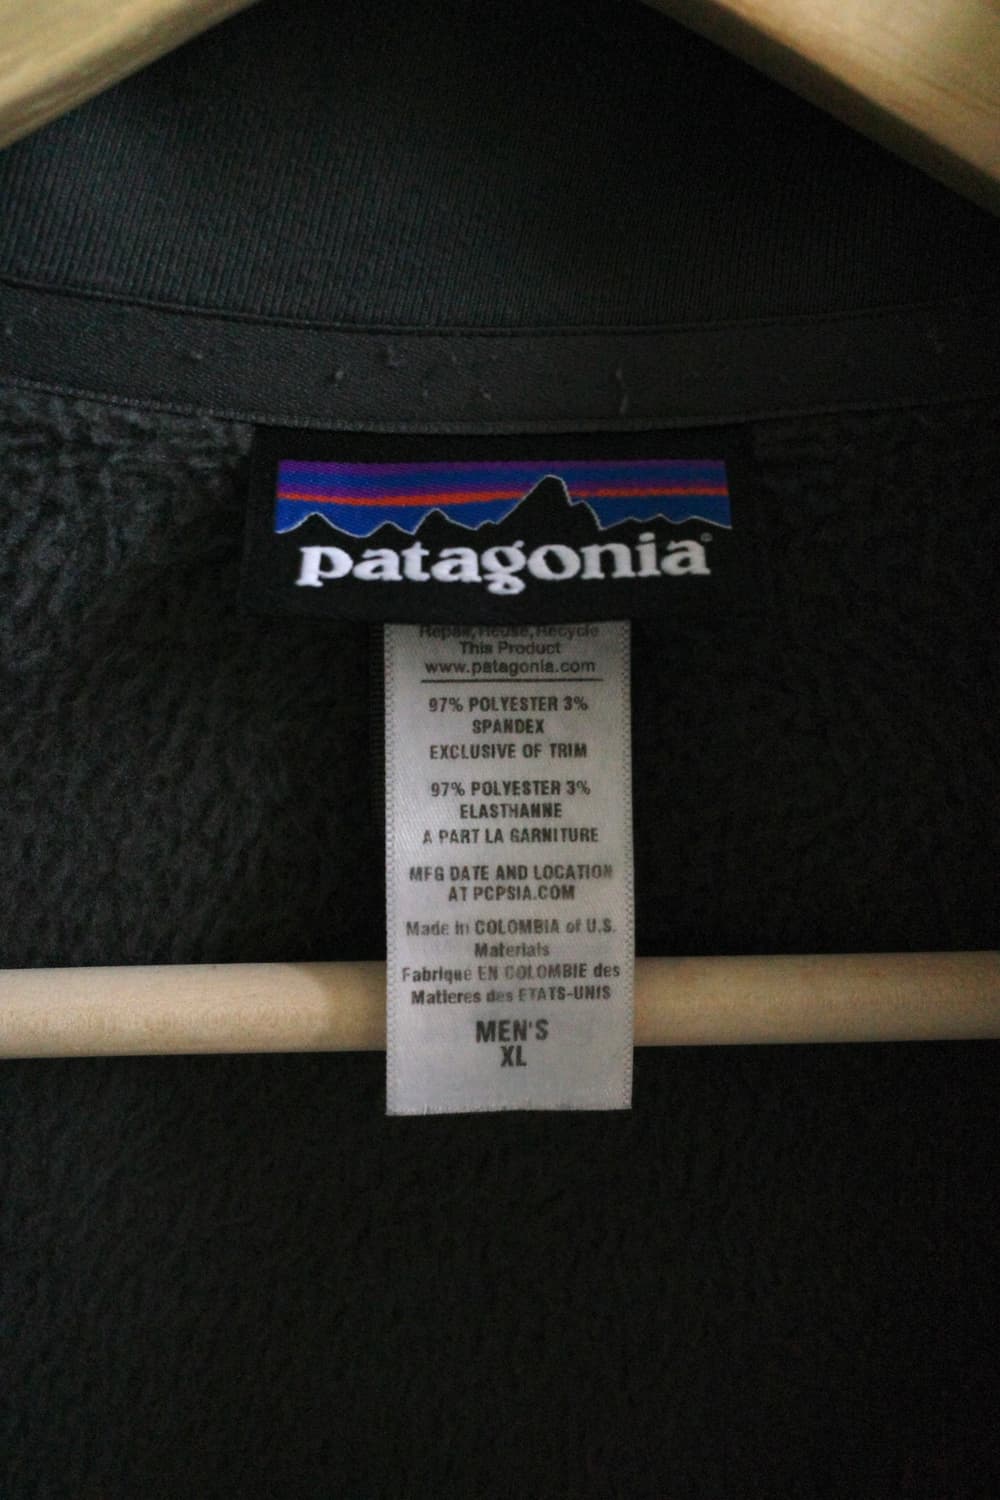 patagonia®
Repair, Reuse, Recycle
This Product
www.patagonia.com
97% POLYESTER 3%
SPANDEX
EXCLUSIVE OF TRIM
97% POLYESTER 3%
ELASTHANNE
A PART LA GARNITURE
MFG DATE AND LOCATION
AT PCPSIA.COM
Made in COLOMBIA of U.S.
Materials
Fabriqué EN COLOMBIE des
Matieres des ETATS-UNIS
MEN'S
XL